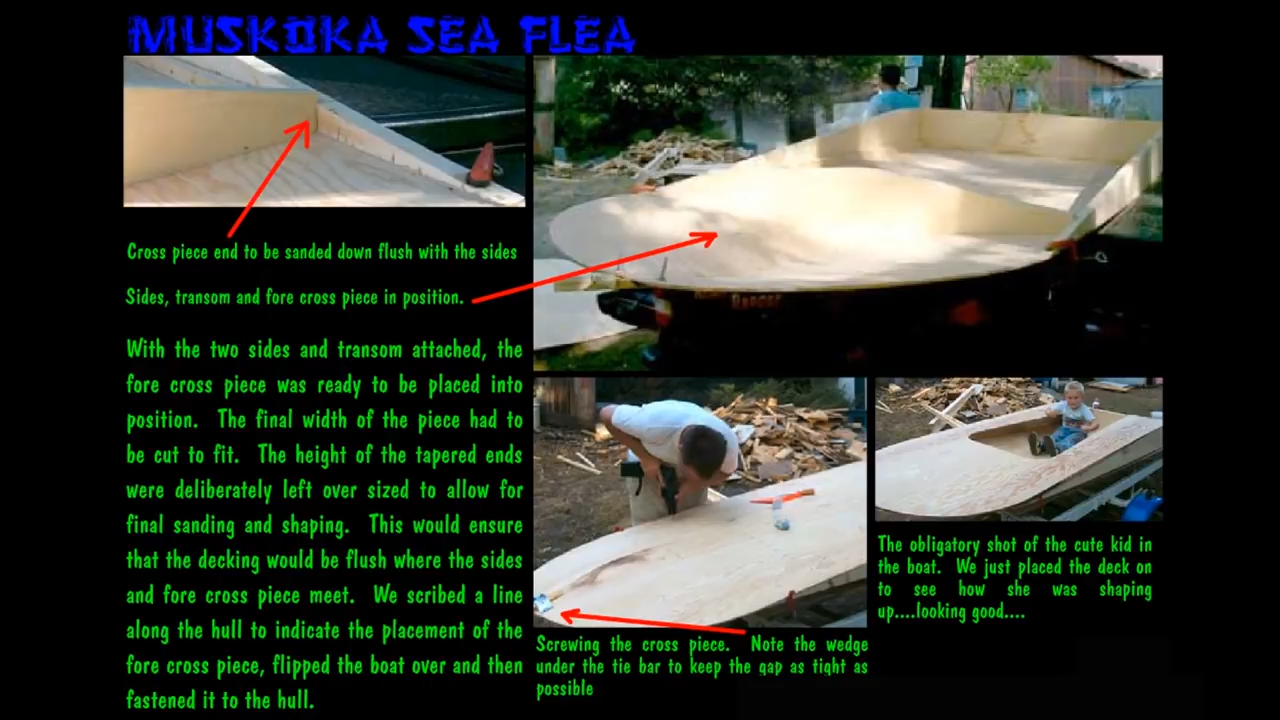 MUSKOKA SEA FLEA
Cross piece end to be sanded down flush with the sides
Sides, transom and fore cross piece in position.
With the two sides and transom attached, the
fore cross piece was ready to be placed into
position. The final width of the piece had to
be cut to fit. The height of the tapered ends
were deliberately left over sized to allow for
final sanding and shaping. This would ensure
that the decking would be flush where the sides
and fore cross piece meet. We scribed a line
along the hull to indicate the placement of the
fore cross piece, flipped the boat over and then
fastened it to the hull.
Screwing the cross piece. Note the wedge
under the tie bar to keep the gap as tight as
possible
The obligatory shot of the cute kid in
the boat. We just placed the deck on
to see how she was shaping
up....looking good....